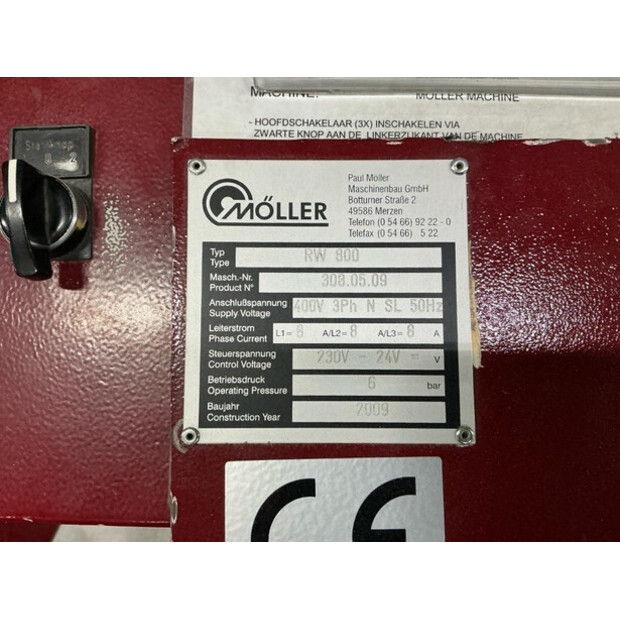 MACHINE: MÖLLER MACHINE
- HOOFDSCHAKELAAR (3X) INSCHAKELEN VIA
ZWARTE KNOP AAN DE LINKERZIJKANT VAN DE MACHINE
MÖLLER
Paul Möller
Maschinenbau GmbH
Botturner Straße 2
49586 Merzen
Telefon (0 54 66) 92 22 - 0
Telefax (0 54 66) 5 22
Typ
Type
RW 800
Masch.-Nr.
Product N°
308.05.09
Anschlußspannung
Supply Voltage
400V 3Ph N SL 50Hz
Leiterstrom
Phase Current
L1= 8 A/L2= 8 A/L3= 8 A
Steuerspannung
Control Voltage
230V - 24V = V
Betriebsdruck
Operating Pressure
6 bar
Baujahr
Construction Year
2009
CE